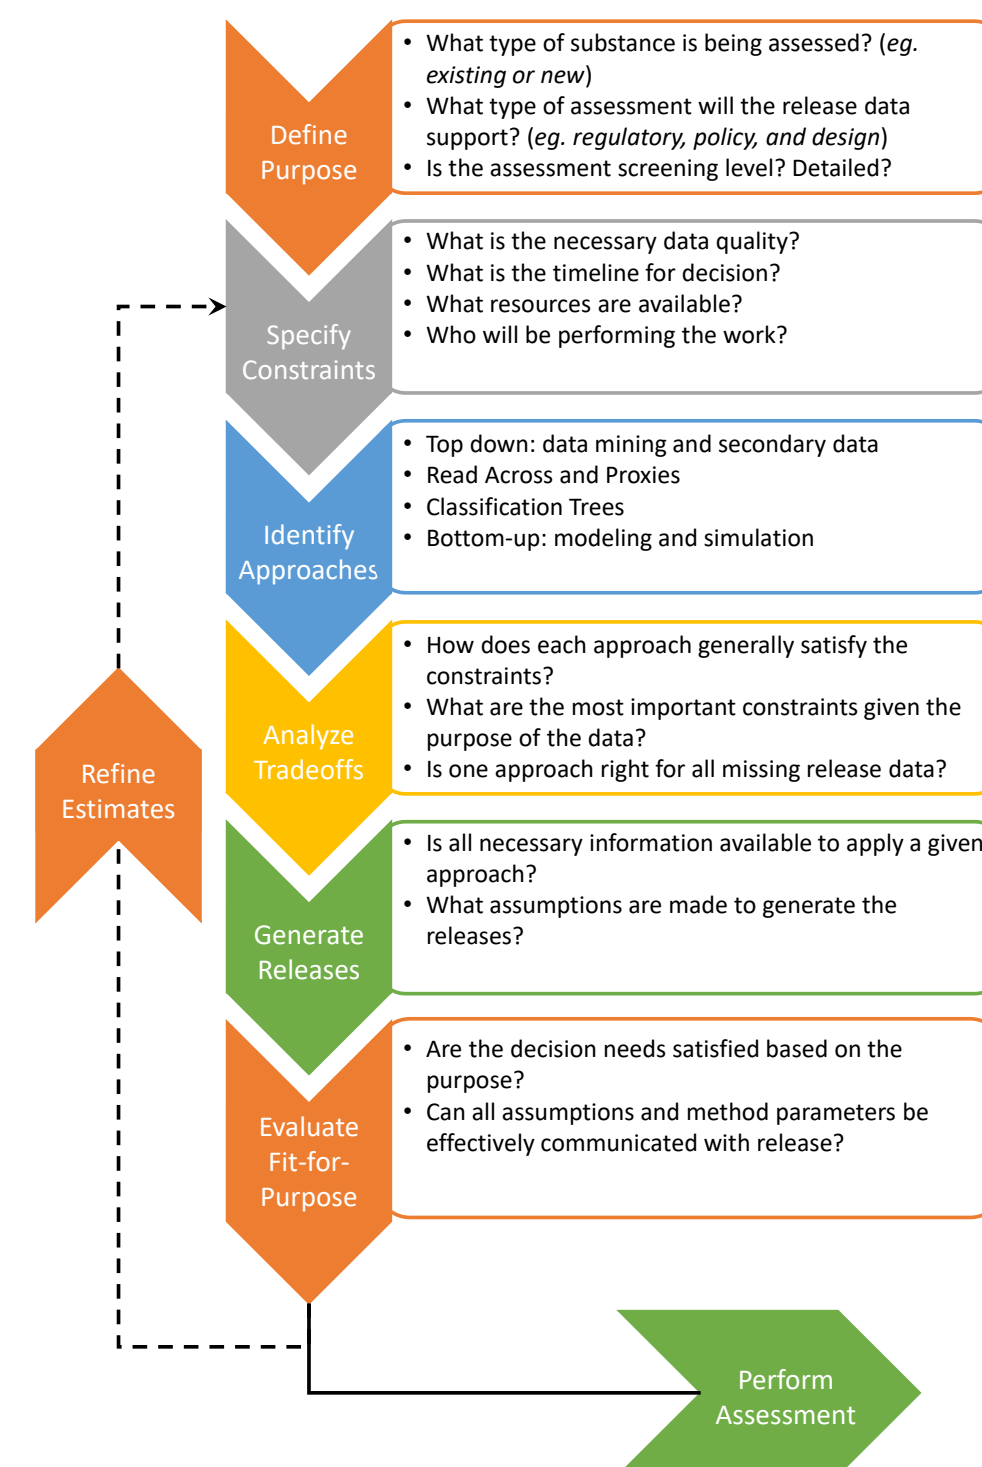 Define
Purpose
• What type of substance is being assessed? (eg.
existing or new)
• What type of assessment will the release data
support? (eg. regulatory, policy, and design)
• Is the assessment screening level? Detailed?
Specify
Constraints
• What is the necessary data quality?
• What is the timeline for decision?
• What resources are available?
• Who will be performing the work?
Identify
Approaches
• Top down: data mining and secondary data
• Read Across and Proxies
• Classification Trees
• Bottom-up: modeling and simulation
Analyze
Tradeoffs
• How does each approach generally satisfy the
constraints?
• What are the most important constraints given the
purpose of the data?
• Is one approach right for all missing release data?
Refine
Estimates
Generate
Releases
• Is all necessary information available to apply a given
approach?
• What assumptions are made to generate the
releases?
Evaluate
Fit-for-
Purpose
• Are the decision needs satisfied based on the
purpose?
• Can all assumptions and method parameters be
effectively communicated with release?
Perform
Assessment